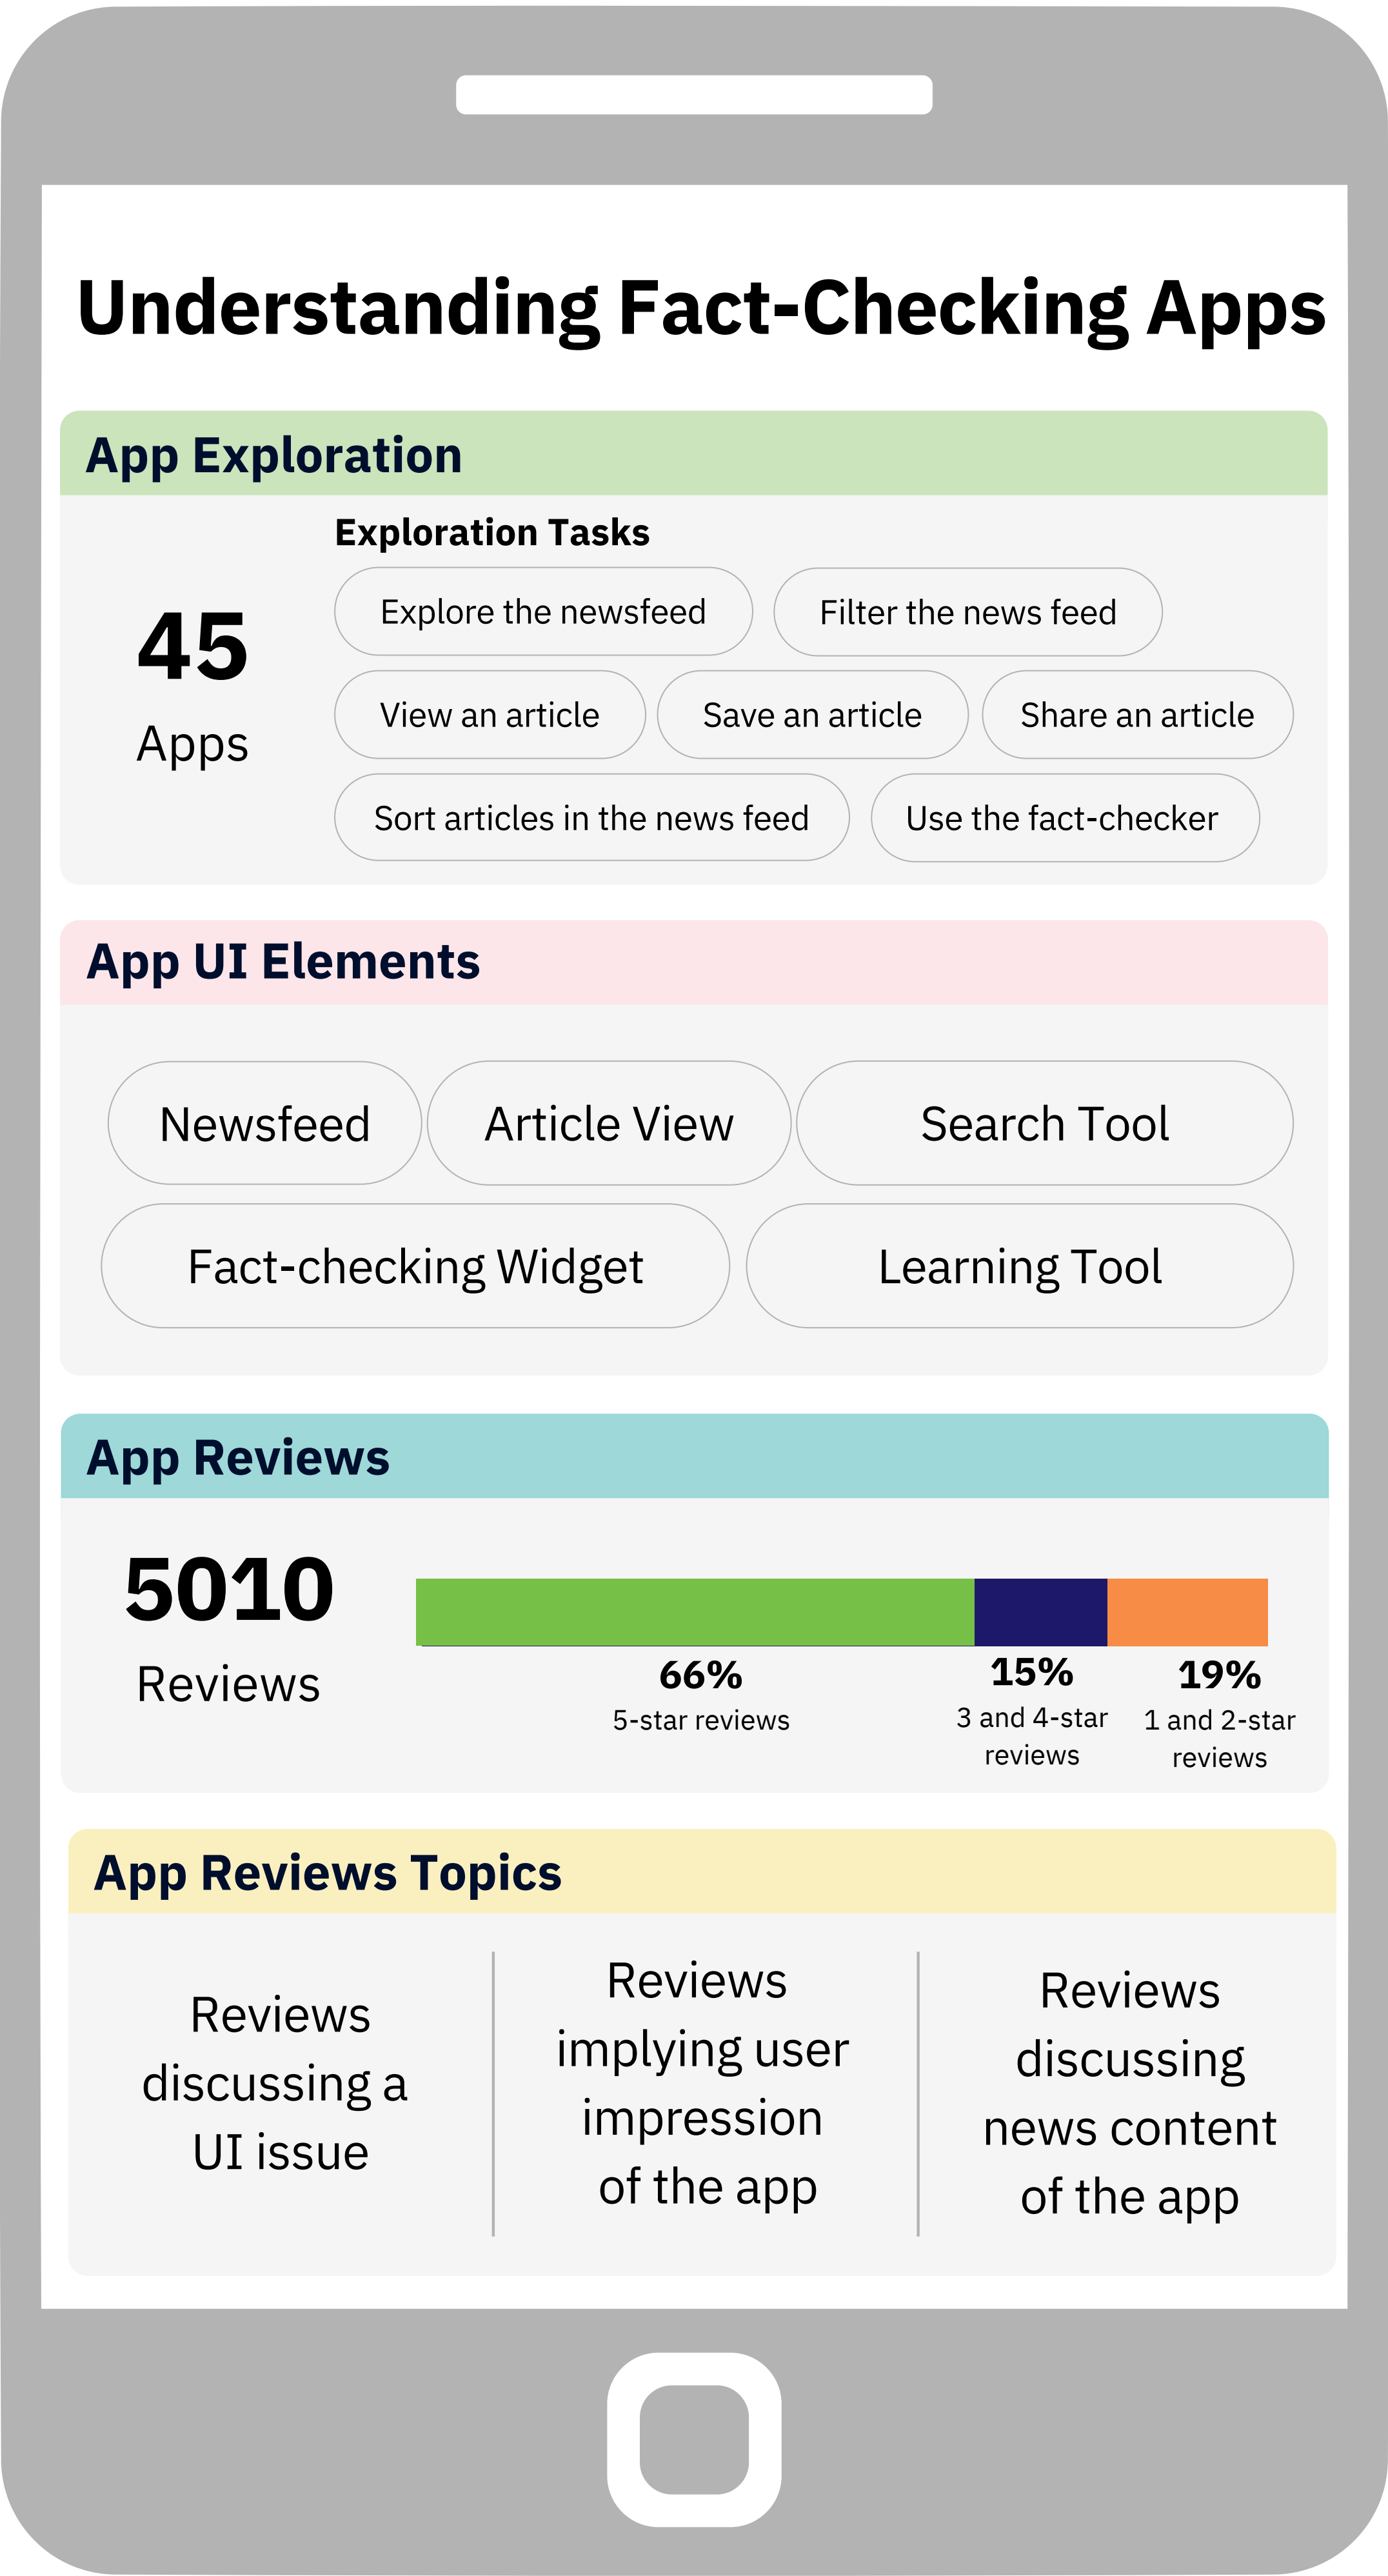 Understanding Fact-Checking Apps
App Exploration
45
Apps
Exploration Tasks
Explore the newsfeed
Filter the news feed
View an article
Save an article
Share an article
Sort articles in the news feed
Use the fact-checker
App UI Elements
Newsfeed
Article View
Search Tool
Fact-checking Widget
Learning Tool
App Reviews
5010
Reviews
66%
5-star reviews
15%
3 and 4-star
reviews
19%
1 and 2-star
reviews
App Reviews Topics
Reviews
discussing a
UI issue
Reviews
implying user
impression
of the app
Reviews
discussing
news content
of the app